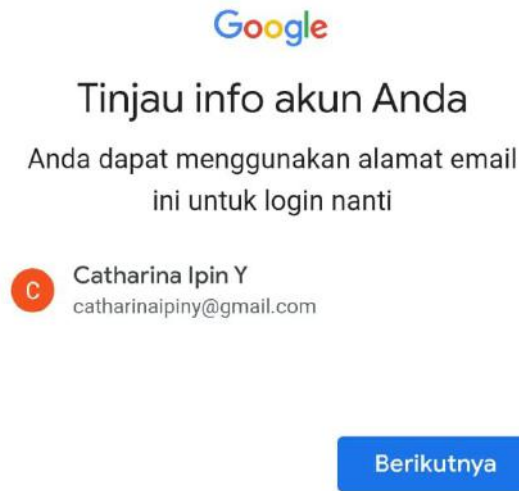 Google
Tinjau info akun Anda
Anda dapat menggunakan alamat email
ini untuk login nanti
C
Catharina Ipin Y
catharinaipiny@gmail.com
Berikutnya